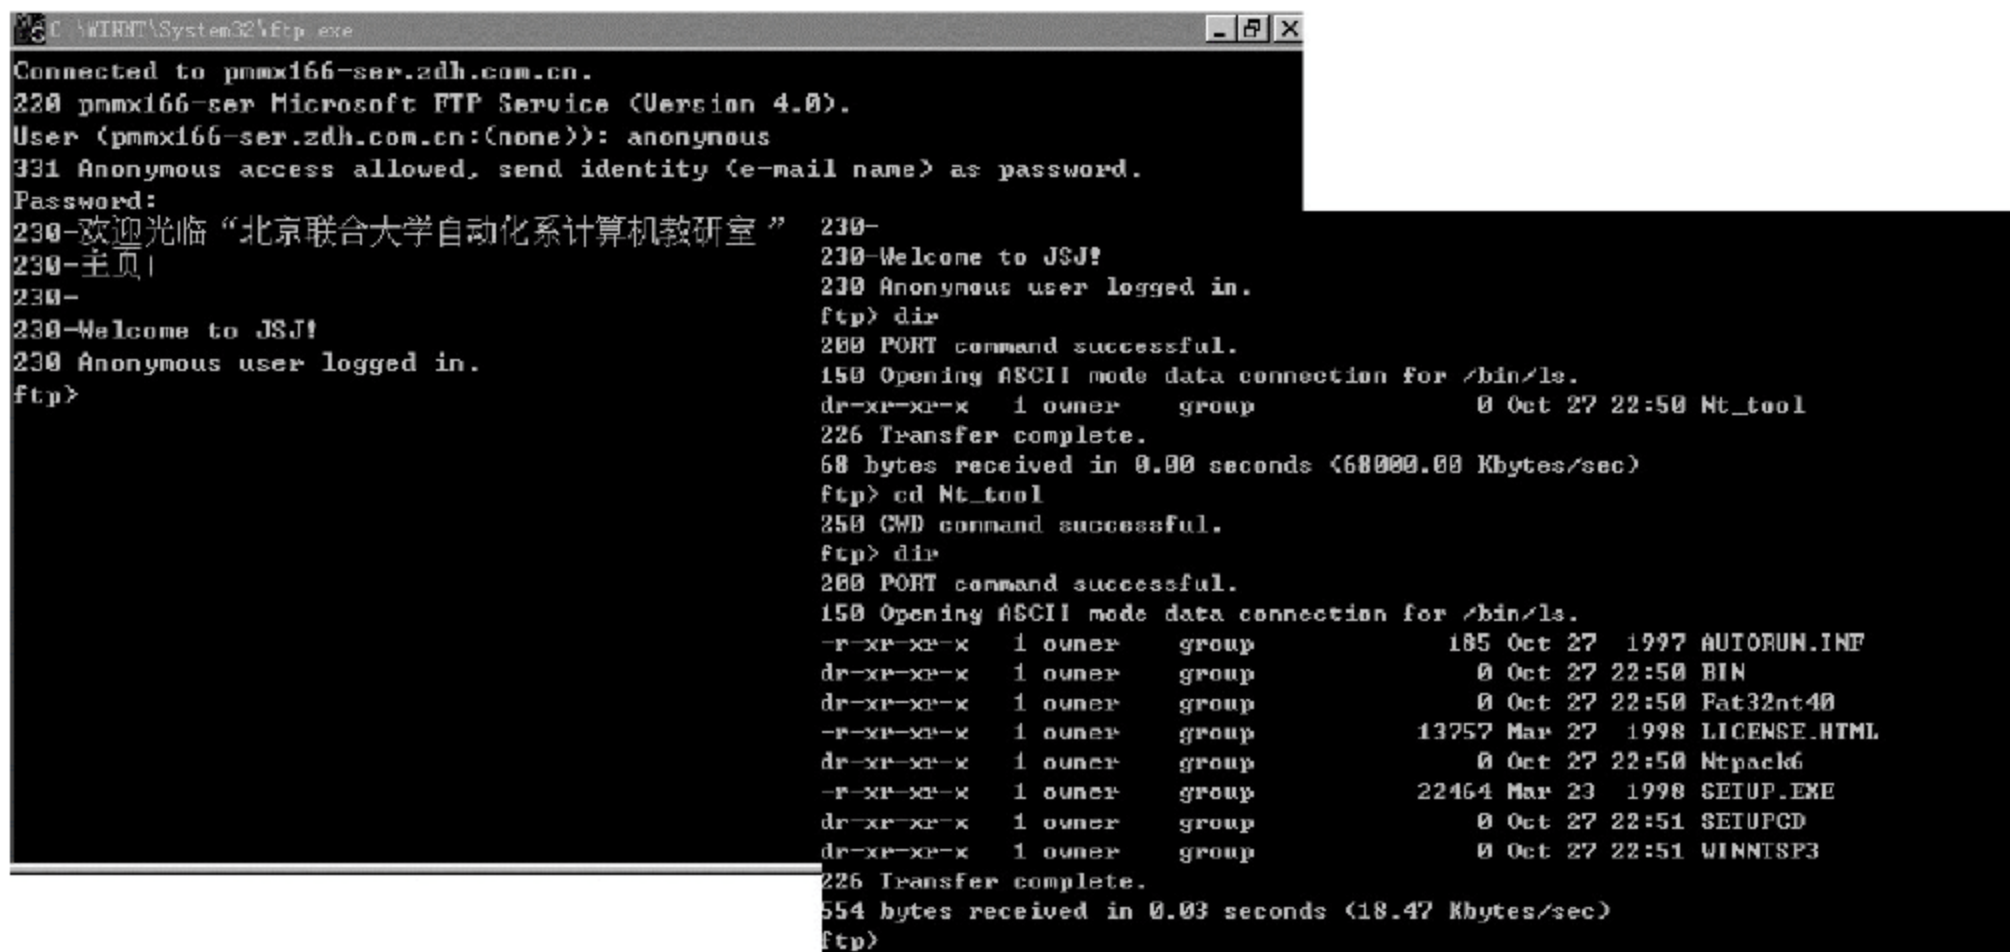 C:\WINNT\System32\ftp.exe
Connected to pmmx166-ser.zdh.com.cn.
220 pmmx166-ser Microsoft FTP Service (Version 4.0).
User (pmmx166-ser.zdh.com.cn:(none)): anonymous
331 Anonymous access allowed, send identity (e-mail name) as password.
Password:
230-欢迎光临“北京联合大学自动化系计算机教研室”
230-主页|
230-
230-Welcome to JSJ!
230 Anonymous user logged in.
ftp>
230-
230-Welcome to JSJ!
230 Anonymous user logged in.
ftp> dir
200 PORT command successful.
150 Opening ASCII mode data connection for /bin/ls.
dr-xr-xr-x 1 owner group 0 Oct 27 22:50 Nt_tool
226 Transfer complete.
68 bytes received in 0.00 seconds (68000.00 Kbytes/sec)
ftp> cd Nt_tool
250 CWD command successful.
ftp> dir
200 PORT command successful.
150 Opening ASCII mode data connection for /bin/ls.
-r-xr-xr-x 1 owner group 185 Oct 27 1997 AUTORUN.INF
dr-xr-xr-x 1 owner group 0 Oct 27 22:50 BIN
dr-xr-xr-x 1 owner group 0 Oct 27 22:50 Fat32nt40
-r-xr-xr-x 1 owner group 13757 Mar 27 1998 LICENSE.HTML
dr-xr-xr-x 1 owner group 0 Oct 27 22:50 Ntpack6
-r-xr-xr-x 1 owner group 22464 Mar 23 1998 SETUP.EXE
dr-xr-xr-x 1 owner group 0 Oct 27 22:51 SETUPCD
dr-xr-xr-x 1 owner group 0 Oct 27 22:51 WINNTSP3
226 Transfer complete.
554 bytes received in 0.03 seconds (18.47 Kbytes/sec)
ftp>